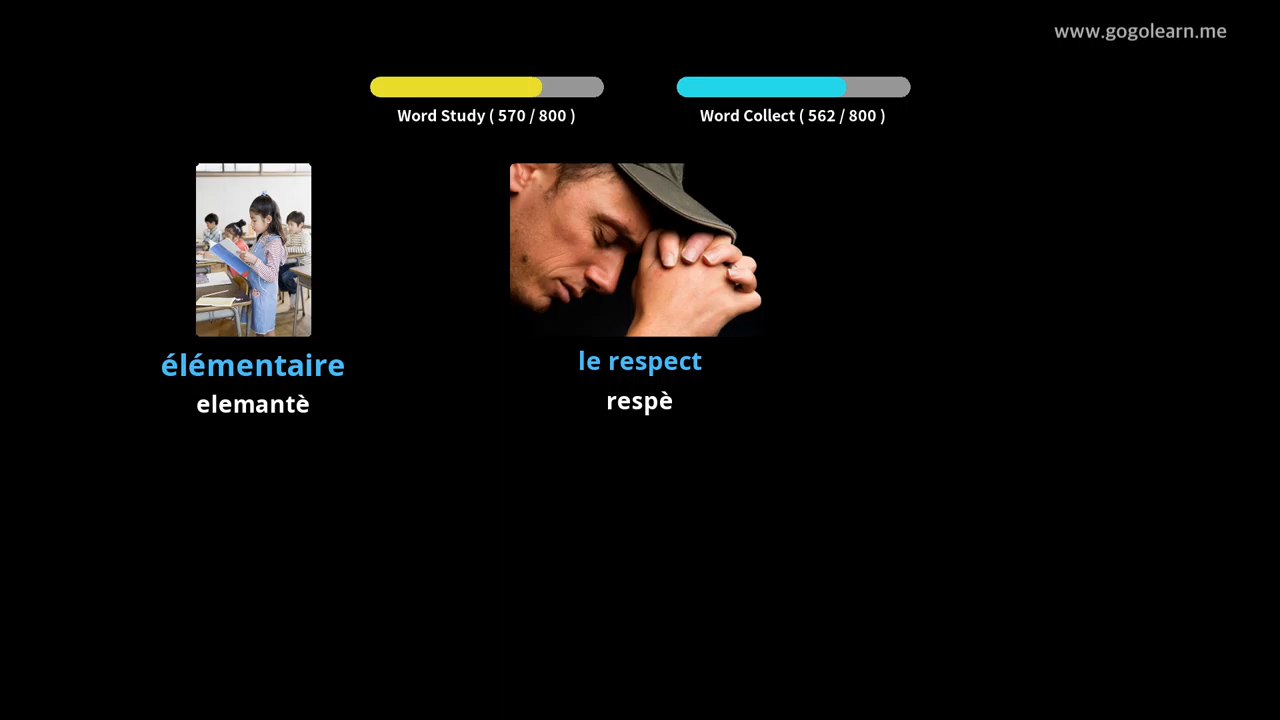 www.gogolearn.me
Word Study ( 570 / 800 )
Word Collect ( 562 / 800 )
élémentaire
elemantè
le respect
respè